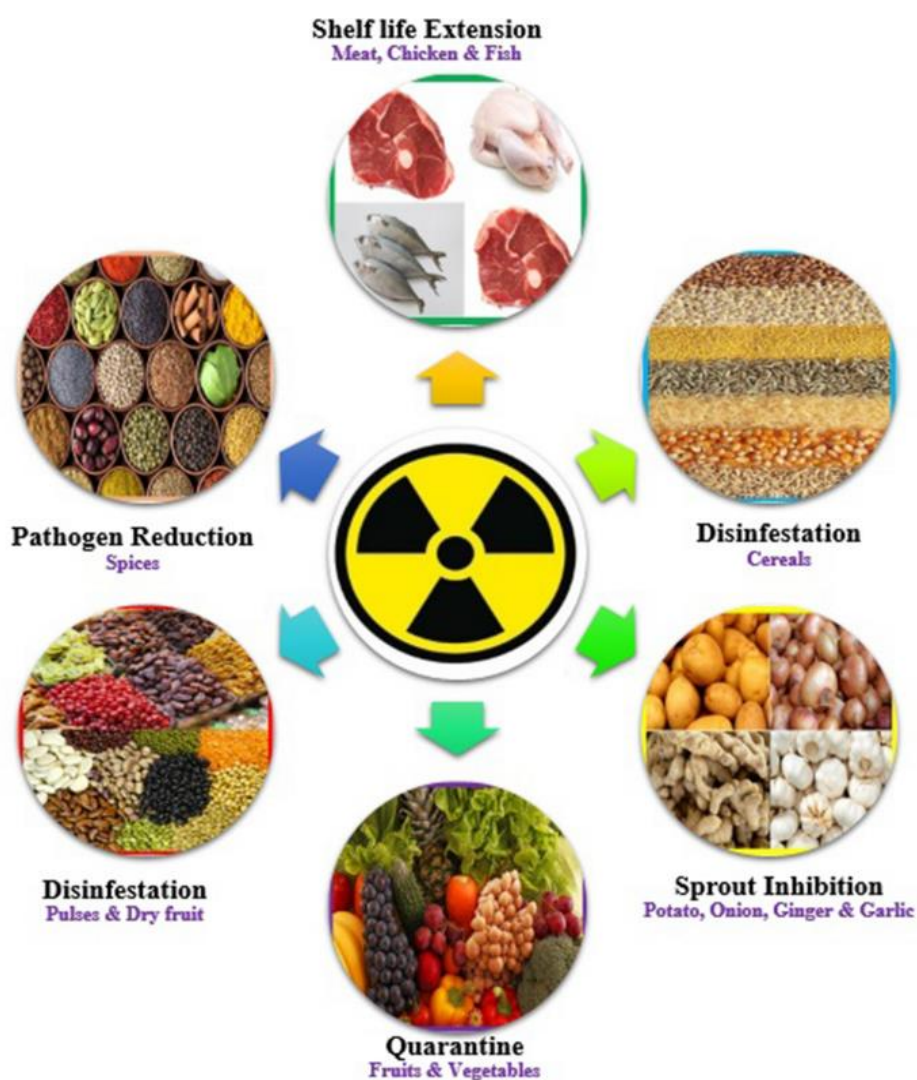 Shelf life Extension
Meat, Chicken & Fish
Pathogen Reduction
Spices
Disinfestation
Cereals
Disinfestation
Pulses & Dry fruit
Sprout Inhibition
Potato, Onion, Ginger & Garlic
Quarantine
Fruits & Vegetables